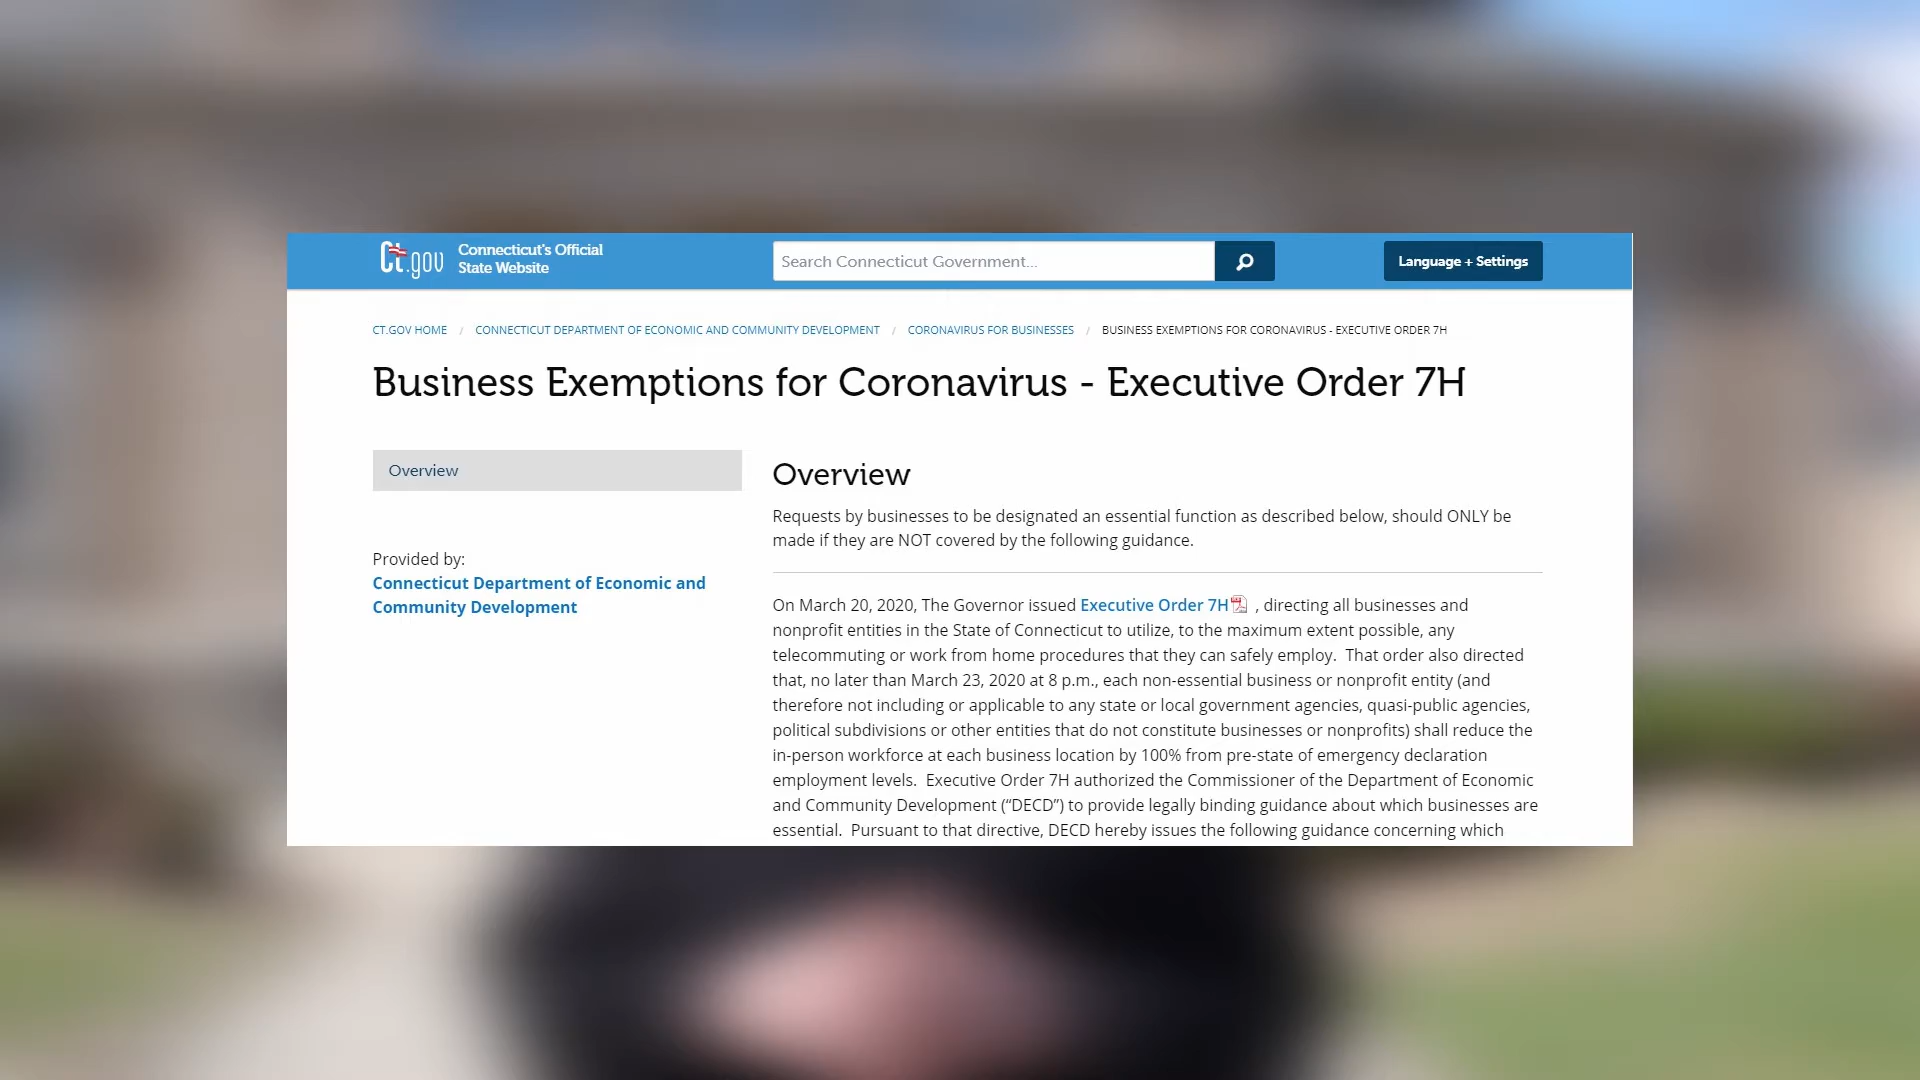 Ct.gov
Connecticut's Official
State Website
Search Connecticut Government...
Language + Settings
CT.GOV HOME / CONNECTICUT DEPARTMENT OF ECONOMIC AND COMMUNITY DEVELOPMENT / CORONAVIRUS FOR BUSINESSES / BUSINESS EXEMPTIONS FOR CORONAVIRUS - EXECUTIVE ORDER 7H
Business Exemptions for Coronavirus - Executive Order 7H
Overview
Provided by:
Connecticut Department of Economic and
Community Development
Overview
Requests by businesses to be designated an essential function as described below, should ONLY be
made if they are NOT covered by the following guidance.
On March 20, 2020, The Governor issued Executive Order 7H , directing all businesses and
nonprofit entities in the State of Connecticut to utilize, to the maximum extent possible, any
telecommuting or work from home procedures that they can safely employ. That order also directed
that, no later than March 23, 2020 at 8 p.m., each non-essential business or nonprofit entity (and
therefore not including or applicable to any state or local government agencies, quasi-public agencies,
political subdivisions or other entities that do not constitute businesses or nonprofits) shall reduce the
in-person workforce at each business location by 100% from pre-state of emergency declaration
employment levels. Executive Order 7H authorized the Commissioner of the Department of Economic
and Community Development (“DECD”) to provide legally binding guidance about which businesses are
essential. Pursuant to that directive, DECD hereby issues the following guidance concerning which